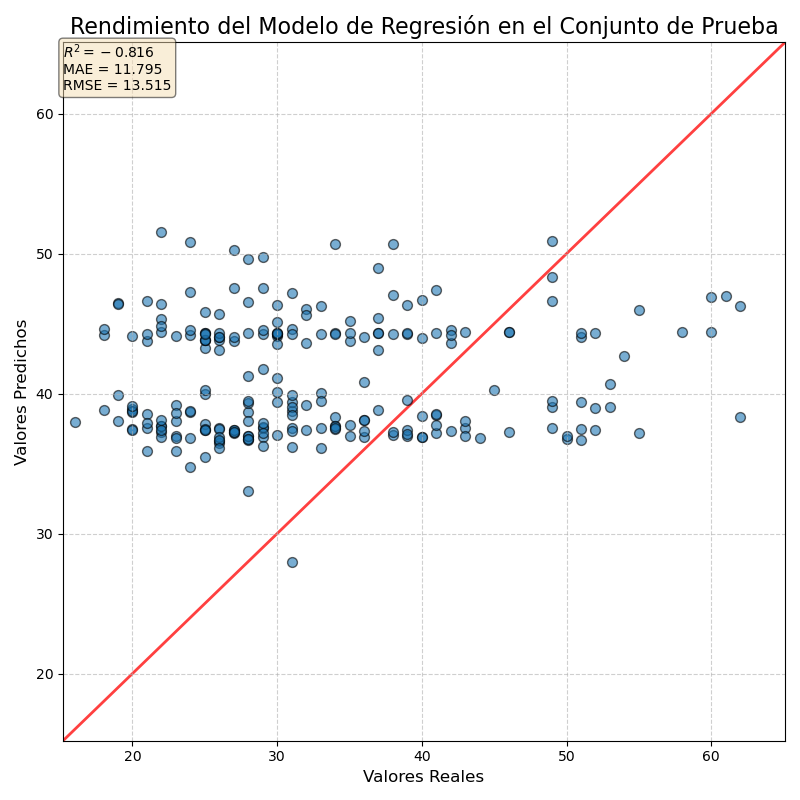 Rendimiento del Modelo de Regresión en el Conjunto de Prueba
R² = −0.816
MAE = 11.795
RMSE = 13.515
60
50
40
30
20
Valores Predichos
20 30 40 50 60
Valores Reales